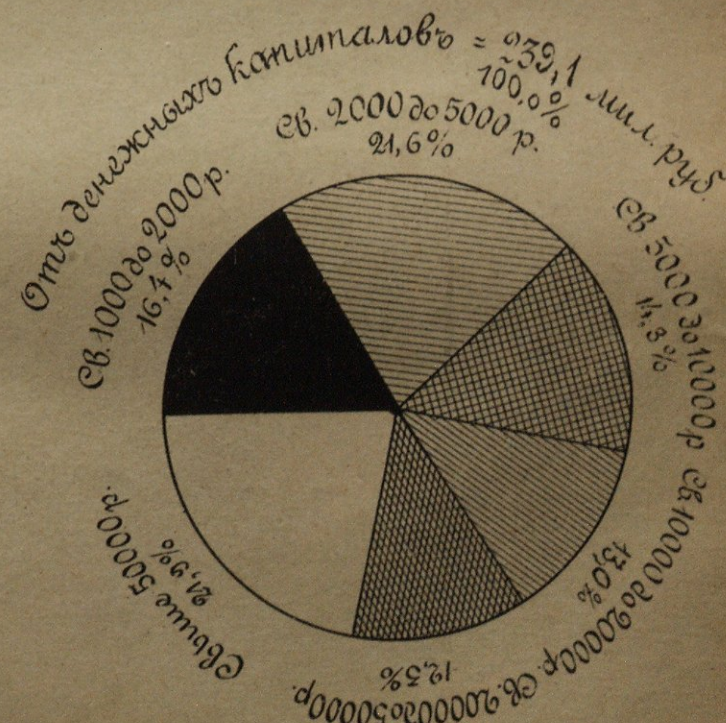 Отъ денежныхъ капиталовъ = 239,1 мил. руб.
100,0%
Св. 1000 до 2000 р.
16,7%
Св. 2000 до 5000 р.
21,6%
Св 5000 до 10000 р
14,3%
Св 10000 до 20000 р.
13,0%
Св. 20000 до 50000 р.
12,5%
Свыше 50000 р.
21,9%